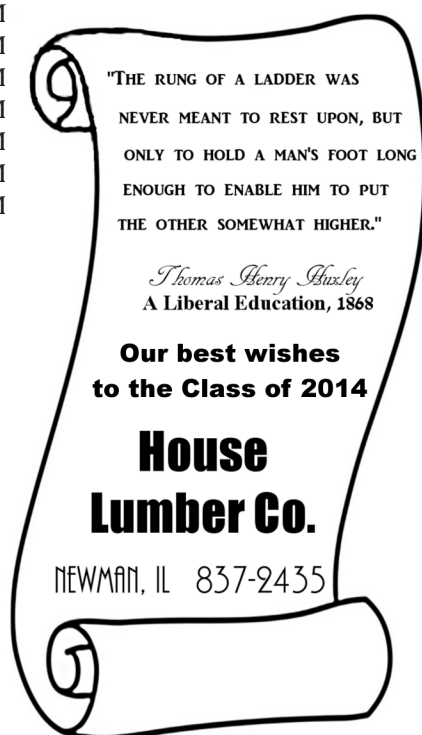 "THE RUNG OF A LADDER WAS
NEVER MEANT TO REST UPON, BUT
ONLY TO HOLD A MAN'S FOOT LONG
ENOUGH TO ENABLE HIM TO PUT
THE OTHER SOMEWHAT HIGHER."
Thomas Henry Huxley
A Liberal Education, 1868
Our best wishes
to the Class of 2014
House
Lumber Co.
NEWMAN, IL 837-2435